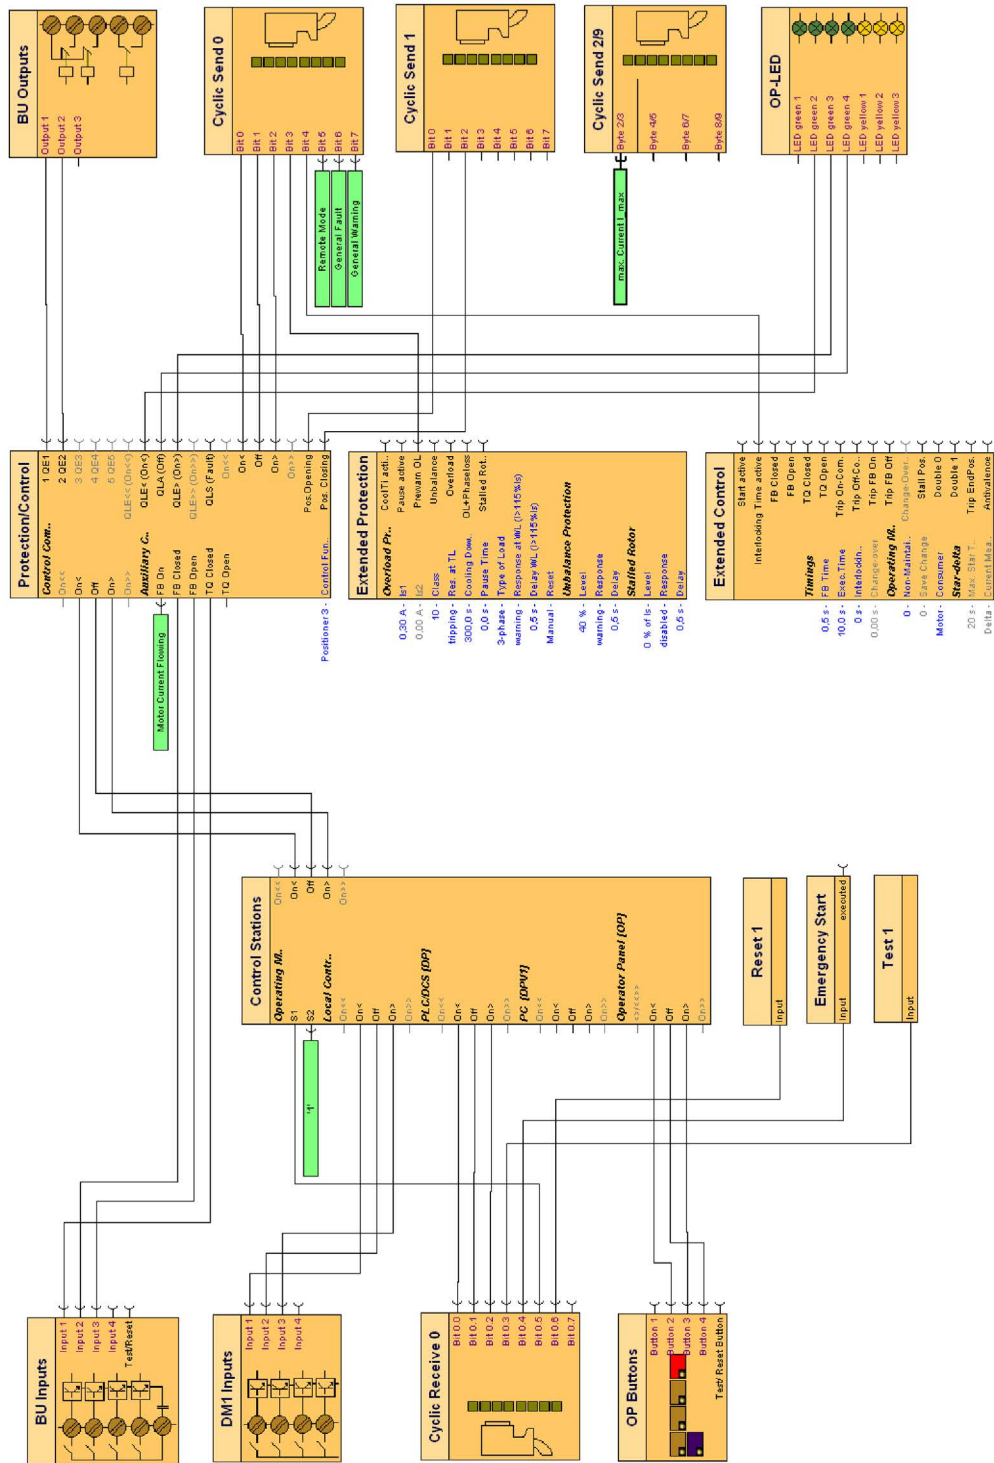 BU Inputs
Input 1
Input 2
Input 3
Input 4
Test/Reset
DM1 Inputs
Input 1
Input 2
Input 3
Input 4
Cyclic Receive 0
Bit 0.0
Bit 0.1
Bit 0.2
Bit 0.3
Bit 0.4
Bit 0.5
Bit 0.6
Bit 0.7
OP Buttons
Button 1
Button 2
Button 3
Button 4
Test/ Reset Button
'1'
Control Stations
Operating M..
On<<
S1
On<
S2
Off
Local Contr..
On>
On<<
On>>
On<
Off
On>
On>>
PLC/DCS [DP]
On<<
On<
Off
On>
On>>
PC [DPV1]
On<<
On<
Off
On>
On>>
Operator Panel [OP]
<>/<<>>
On<
Off
On>
On>>
Reset 1
Input
Emergency Start
Input
executed
Test 1
Input
Motor Current Flowing
Protection/Control
Control Com..
1 QE1
On<<
2 QE2
On<
3 QE3
Off
4 QE4
On>
5 QE5
On>>
QLE<< (On<<)
Auxiliary C..
QLE< (On<)
FB On
QLA (Off)
FB Closed
QLE> (On>)
FB Open
QLE>> (On>>)
TQ Closed
QLS (Fault)
TQ Open
On<<
On<
Off
On>
On>>
Pos.Opening
Positioner 3 -
Control Fun..
Pos. Closing
Extended Protection
Overload Pr..
CoolTi acti..
0,30 A -
Is1
Pause active
0,00 A -
Is2
Prewarn OL
10 -
Class
Unbalance
tripping -
Res. at TL
Overload
300,0 s -
Cooling Down..
OL+Phaseloss
0,0 s -
Pause Time
Stalled Rot..
3-phase -
Type of Load
warning -
Response at WL (I>115%Is)
0,5 s -
Delay WL (I>115%Is)
Manual -
Reset
Unbalance Protection
40 % -
Level
warning -
Response
0,5 s -
Delay
Stalled Rotor
0 % of Is -
Level
disabled -
Response
0,5 s -
Delay
Extended Control
Start active
Interlocking Time active
FB Closed
FB Open
Timings
TQ Closed
0,5 s -
FB Time
TQ Open
10,0 s -
Exec.Time
Trip On-Com..
0 s -
Interlockin..
Trip Off-Co..
0,00 s -
Change-over
Trip FB On
Operating M..
Trip FB Off
0 -
Non-Maintai..
Change-Over..
0 -
Save Change
Stall Pos.
Motor -
Consumer
Double 0
Star-delta
Double 1
20 s -
Max. Star T..
Trip EndPos.
Delta -
Current Mea..
Antivalence
BU Outputs
Output 1
Output 2
Output 3
Cyclic Send 0
Bit 0
Bit 1
Bit 2
Bit 3
Bit 4
Remote Mode
Bit 5
General Fault
Bit 6
General Warning
Bit 7
Cyclic Send 1
Bit 0
Bit 1
Bit 2
Bit 3
Bit 4
Bit 5
Bit 6
Bit 7
Cyclic Send 2/9
max. Current I_max
Byte 2/3
Byte 4/5
Byte 6/7
Byte 8/9
OP-LED
LED green 1
LED green 2
LED green 3
LED green 4
LED yellow 1
LED yellow 2
LED yellow 3